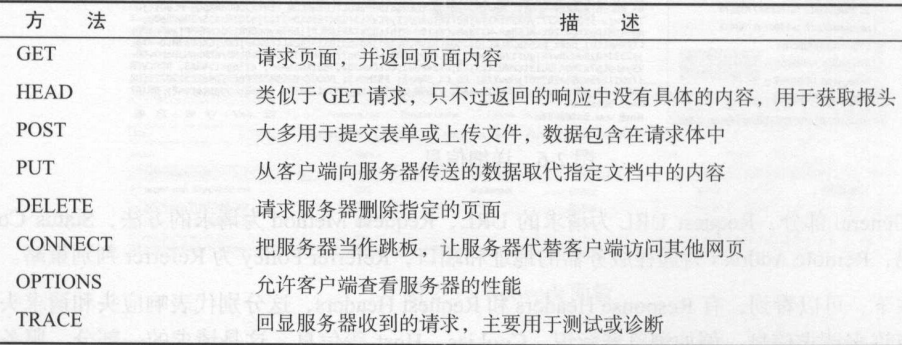 方 法 描 述
GET 请求页面，并返回页面内容
HEAD 类似于 GET 请求，只不过返回的响应中没有具体的内容，用于获取报头
POST 大多用于提交表单或上传文件，数据包含在请求体中
PUT 从客户端向服务器传送的数据取代指定文档中的内容
DELETE 请求服务器删除指定的页面
CONNECT 把服务器当作跳板，让服务器代替客户端访问其他网页
OPTIONS 允许客户端查看服务器的性能
TRACE 回显服务器收到的请求，主要用于测试或诊断